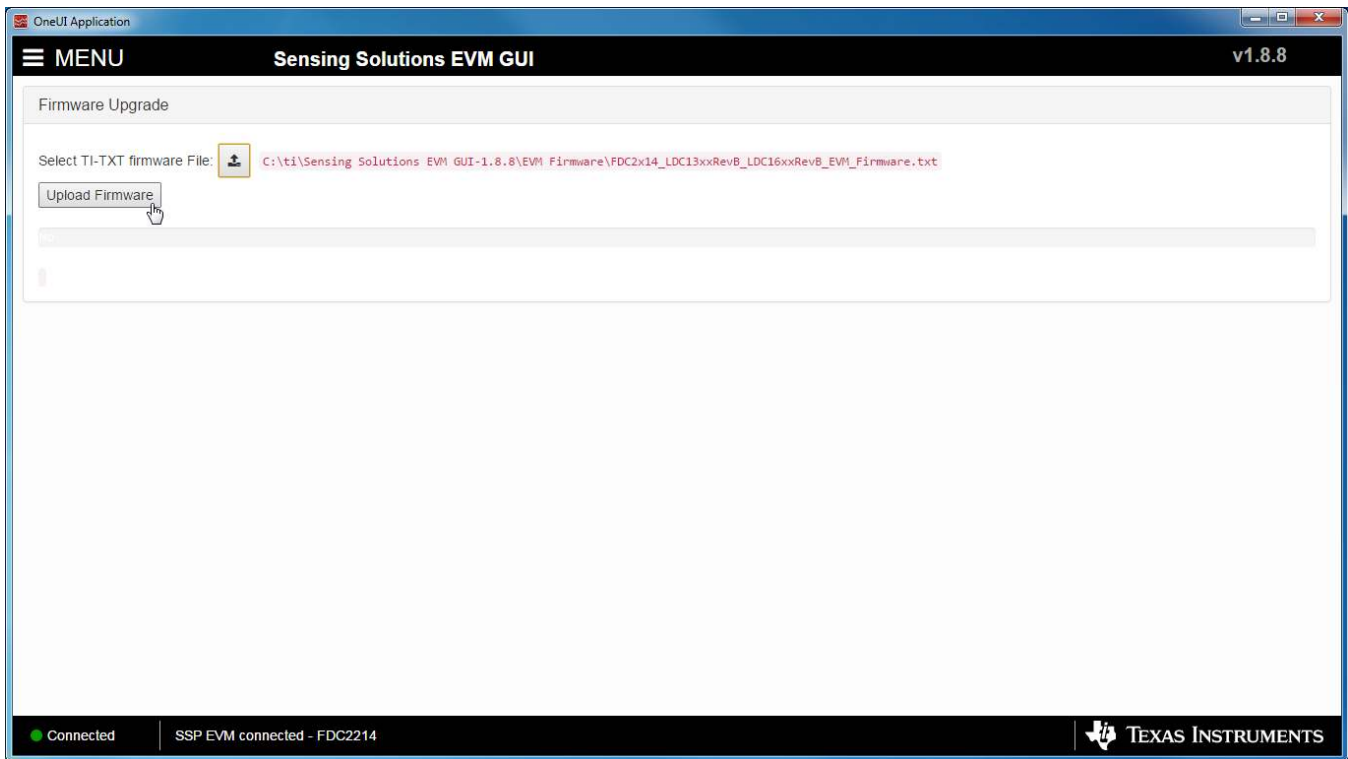 OneUI Application
MENU Sensing Solutions EVM GUI v1.8.8
Firmware Upgrade
Select TI-TXT firmware File: C:\ti\Sensing Solutions EVM GUI-1.8.8\EVM Firmware\FDC2x14_LDC13xxRevB_LDC16xxRevB_EVM_Firmware.txt
Upload Firmware
Connected SSP EVM connected - FDC2214 TEXAS INSTRUMENTS